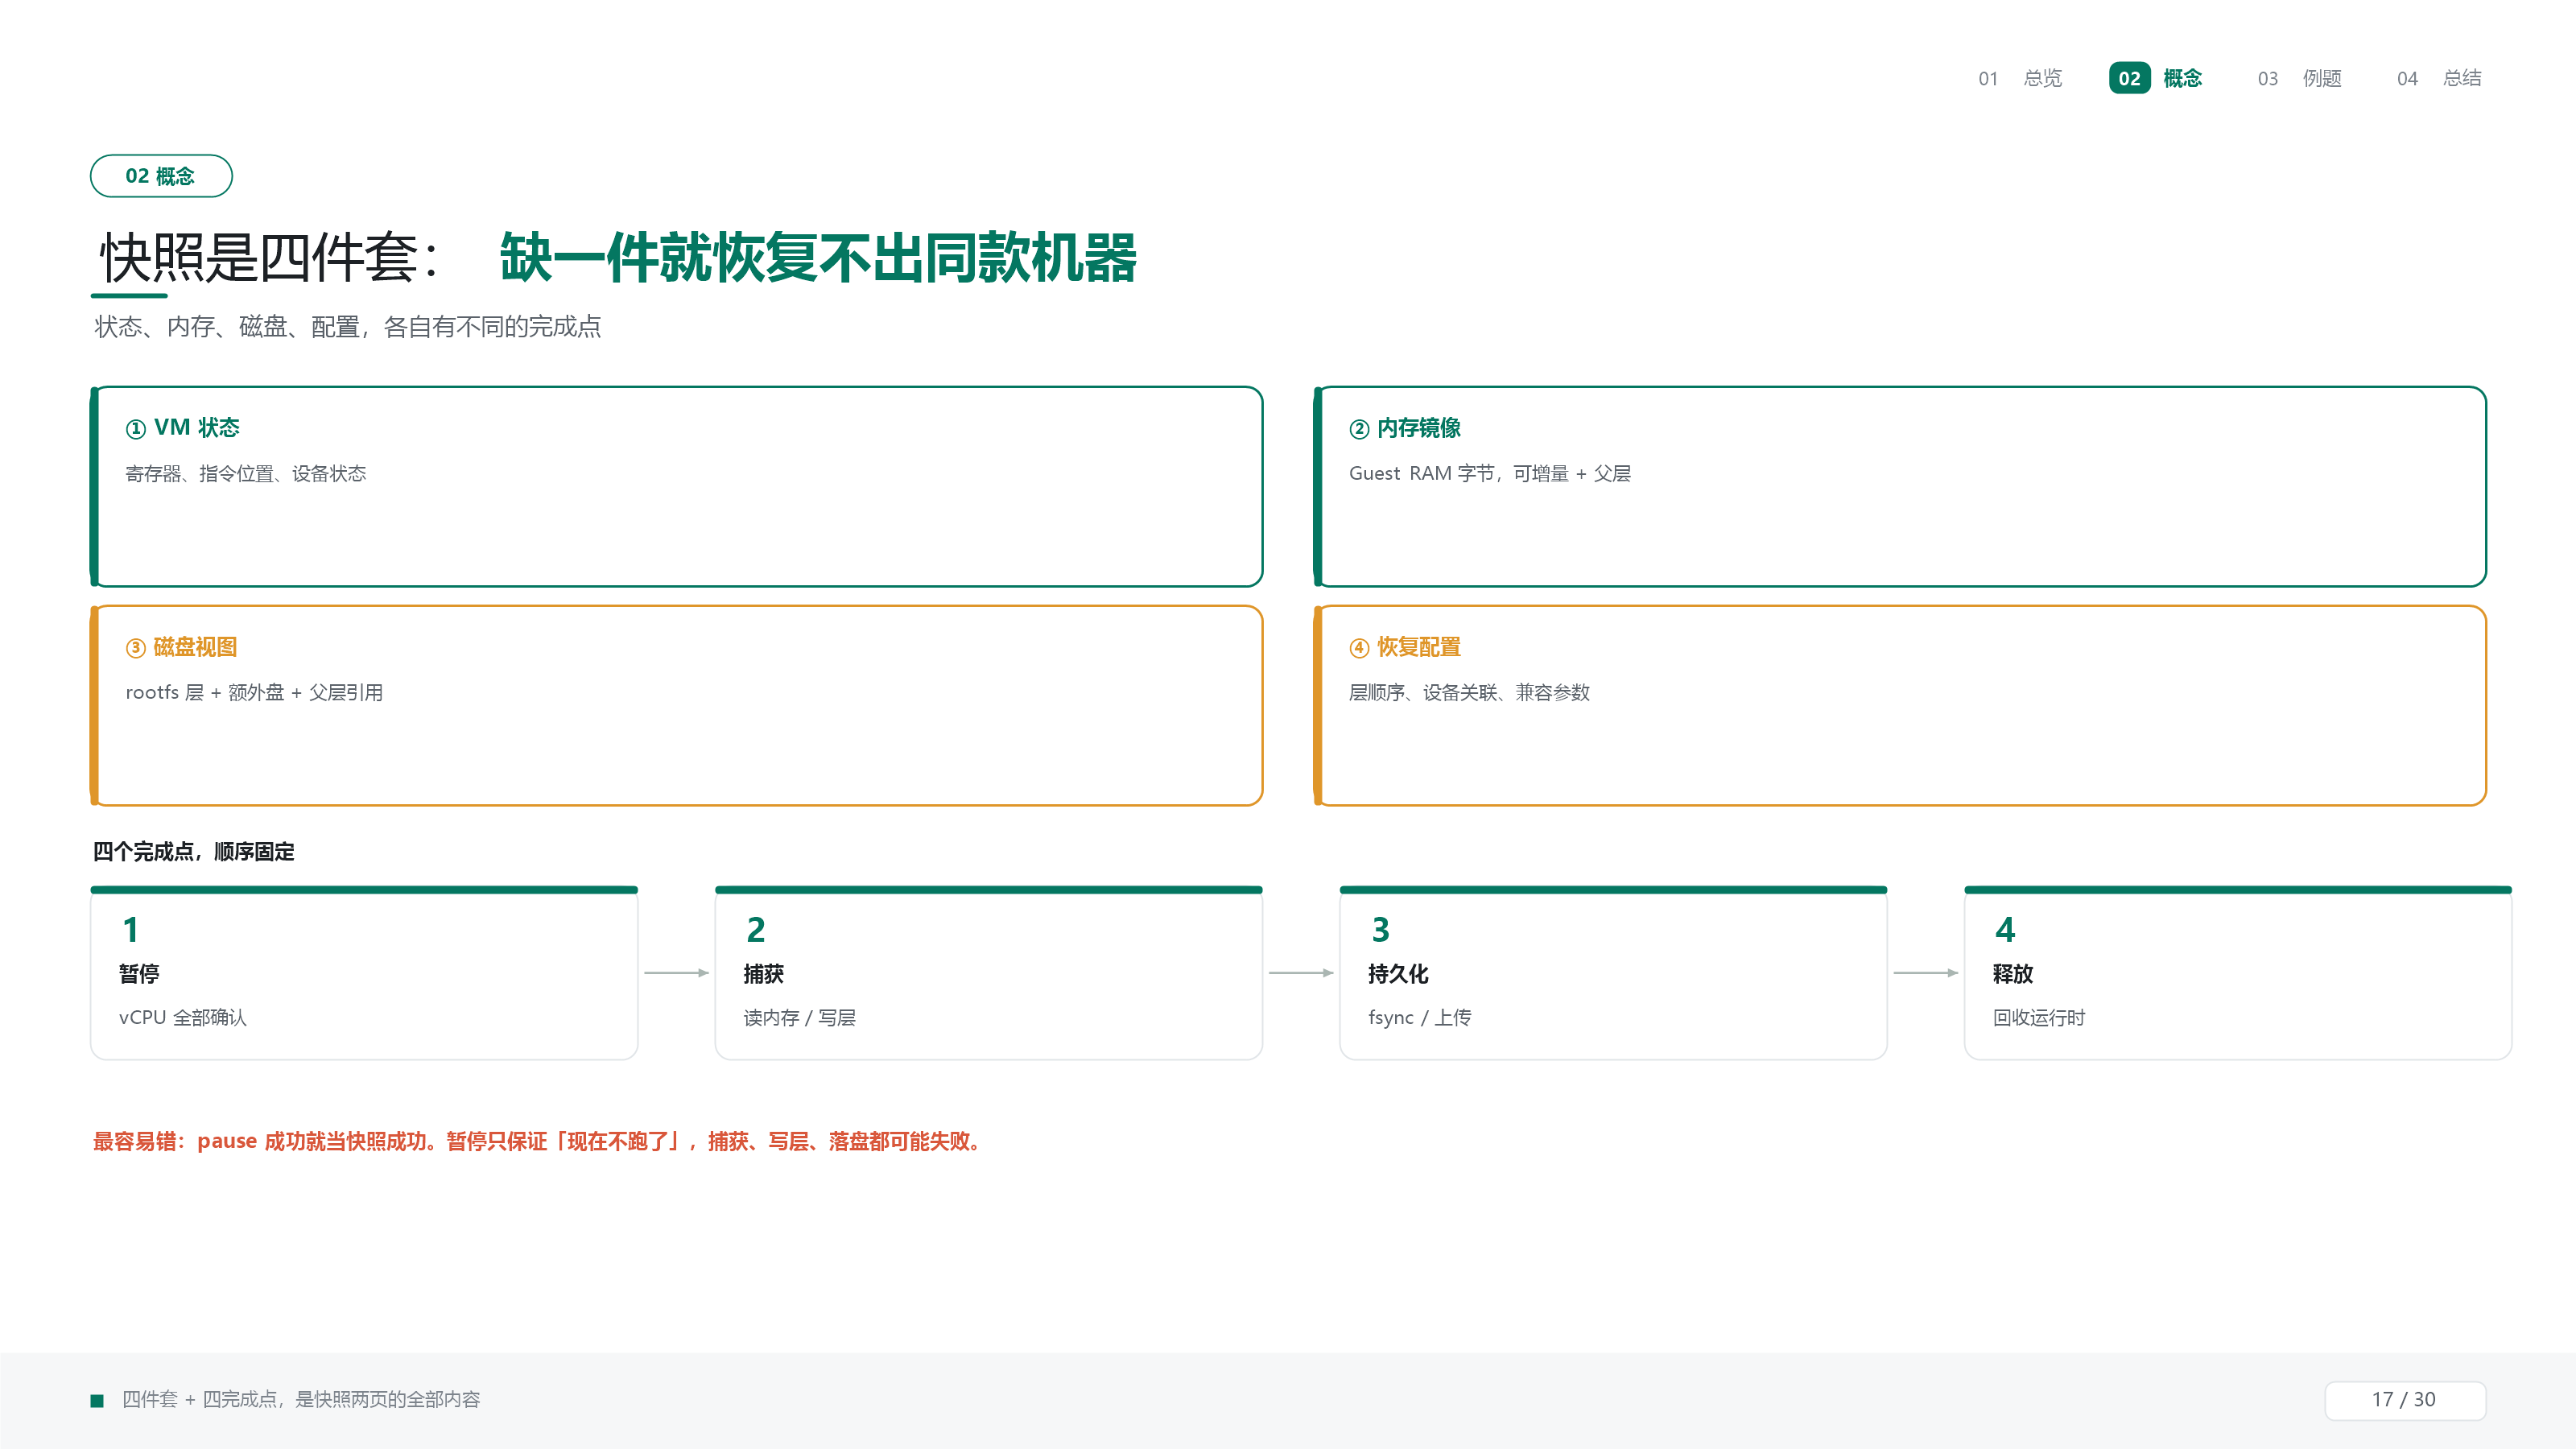 01 总览 02 概念 03 例题 04 总结
02 概念
快照是四件套： 缺一件就恢复不出同款机器
状态、内存、磁盘、配置，各自有不同的完成点
① VM 状态
寄存器、指令位置、设备状态
② 内存镜像
Guest RAM 字节，可增量 + 父层
③ 磁盘视图
rootfs 层 + 额外盘 + 父层引用
④ 恢复配置
层顺序、设备关联、兼容参数
四个完成点，顺序固定
1
暂停
vCPU 全部确认
2
捕获
读内存 / 写层
3
持久化
fsync / 上传
4
释放
回收运行时
最容易错：pause 成功就当快照成功。暂停只保证「现在不跑了」，捕获、写层、落盘都可能失败。
四件套 + 四完成点，是快照两页的全部内容
17 / 30